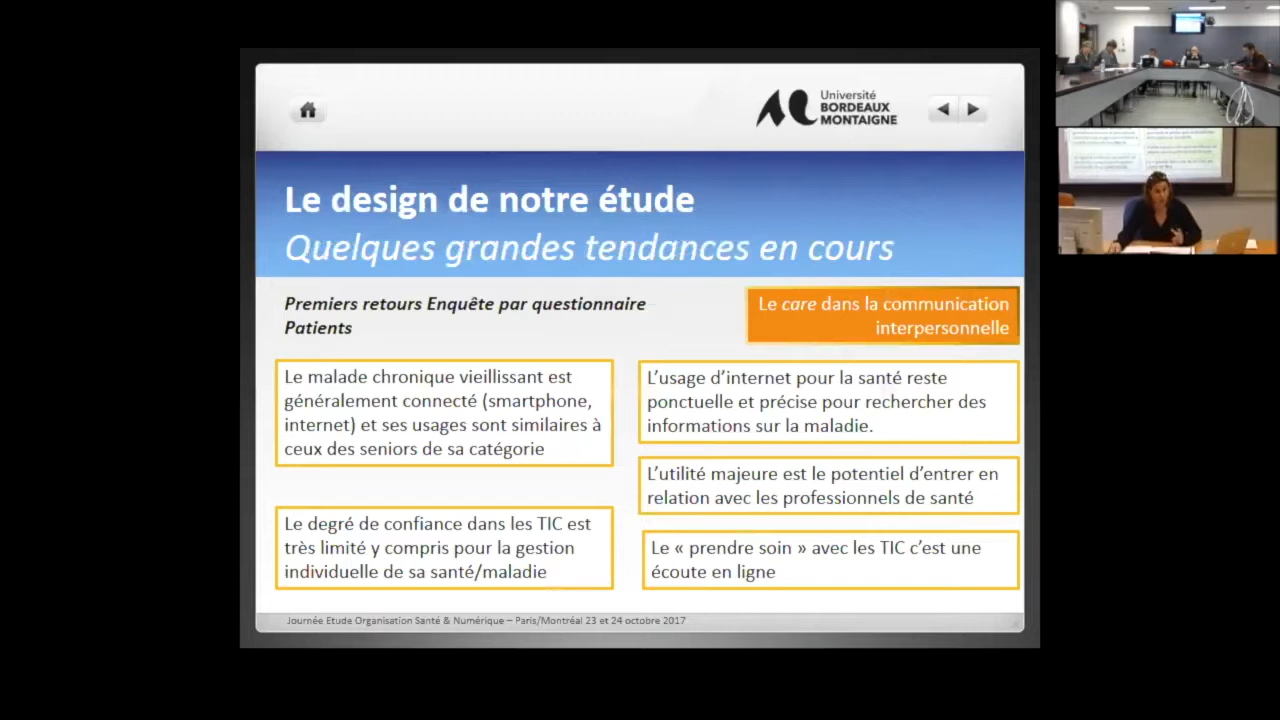 Université
BORDEAUX
MONTAIGNE
Le design de notre étude
Quelques grandes tendances en cours
Premiers retours Enquête par questionnaire
Patients
Le care dans la communication
interpersonnelle
Le malade chronique vieillissant est
généralement connecté (smartphone,
internet) et ses usages sont similaires à
ceux des seniors de sa catégorie
Le degré de confiance dans les TIC est
très limité y compris pour la gestion
individuelle de sa santé/maladie
L'usage d'internet pour la santé reste
ponctuelle et précise pour rechercher des
informations sur la maladie.
L'utilité majeure est le potentiel d'entrer en
relation avec les professionnels de santé
Le « prendre soin » avec les TIC c'est une
écoute en ligne
Journée Etude Organisation Santé & Numérique – Paris/Montréal 23 et 24 octobre 2017